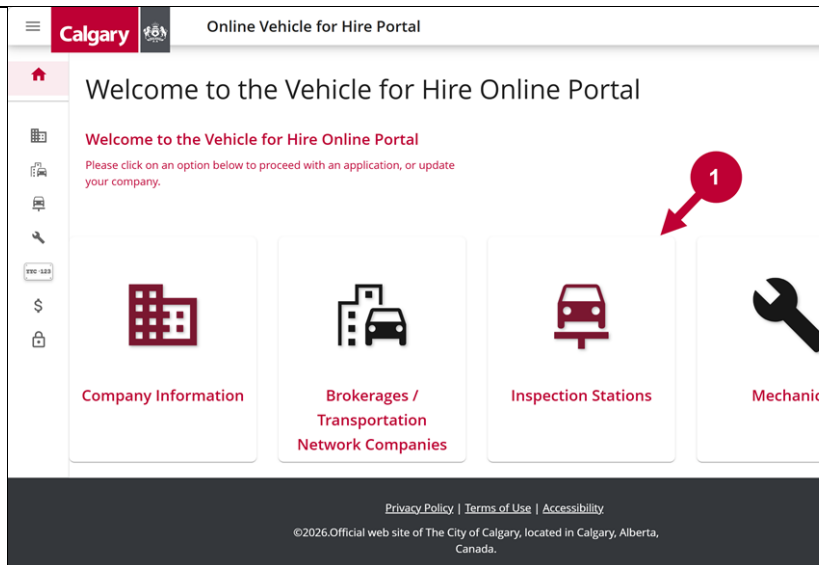 Calgary
Online Vehicle for Hire Portal
Welcome to the Vehicle for Hire Online Portal
Welcome to the Vehicle for Hire Online Portal
Please click on an option below to proceed with an application, or update
your company.
1
TTC-123
$
Company Information
Brokerages /
Transportation
Network Companies
Inspection Stations
Mechanic
Privacy Policy | Terms of Use | Accessibility
©2026.Official web site of The City of Calgary, located in Calgary, Alberta,
Canada.